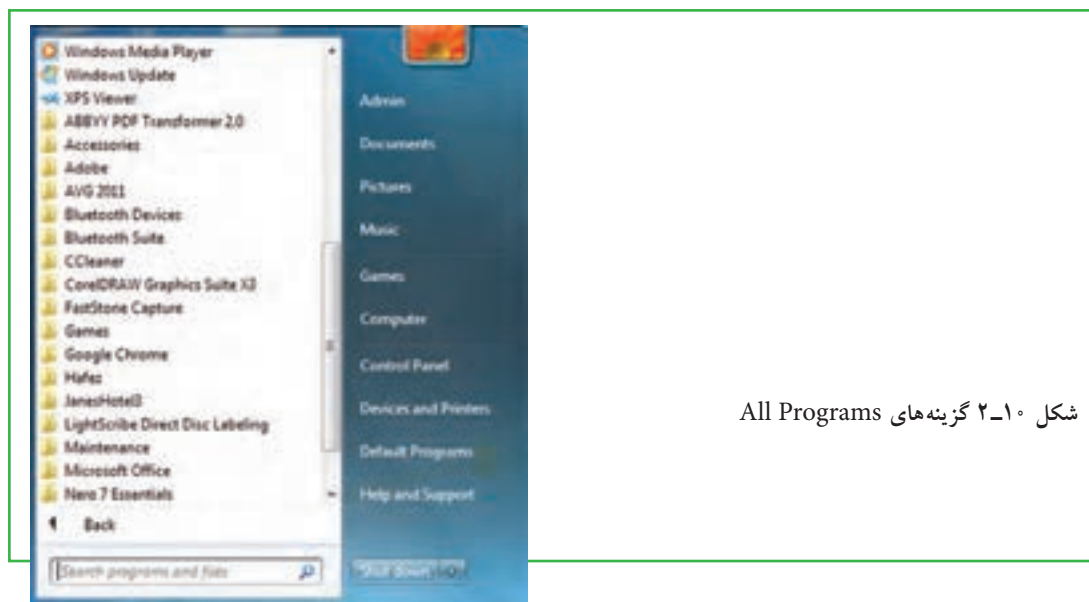 Windows Media Player
Windows Update
XPS Viewer
ABBYY PDF Transformer 2.0
Accessories
Adobe
AVG 2011
Bluetooth Devices
Bluetooth Suite
CCleaner
CorelDRAW Graphics Suite X3
FastStone Capture
Games
Google Chrome
Hafez
JanesHotel3
LightScribe Direct Disc Labeling
Maintenance
Microsoft Office
Nero 7 Essentials
Back
Search programs and files
Admin
Documents
Pictures
Music
Games
Computer
Control Panel
Devices and Printers
Default Programs
Help and Support
Shut down
شکل ۱۰ـ۲ گزینه‌های All Programs